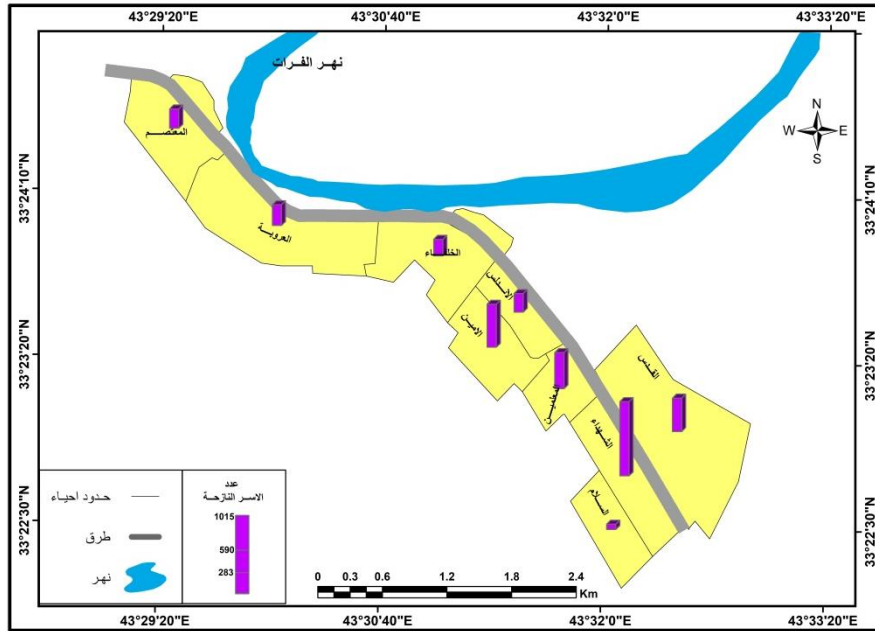 43°29'20"E 43°30'40"E 43°32'0"E 43°33'20"E
نهر الفرات
N
W E
S
المعتصم
33°24'10"N 33°24'10"N
العروبة
الخلفاء
الاندلس
الامين
33°23'20"N 33°23'20"N
القدس
المعلمين
الشهداء
السلام
33°22'30"N 33°22'30"N
حدود احياء
طرق
نهر
عدد
الاسر النازحة
1015
590
283
0 0.3 0.6 1.2 1.8 2.4
Km
43°29'20"E 43°30'40"E 43°32'0"E 43°33'20"E